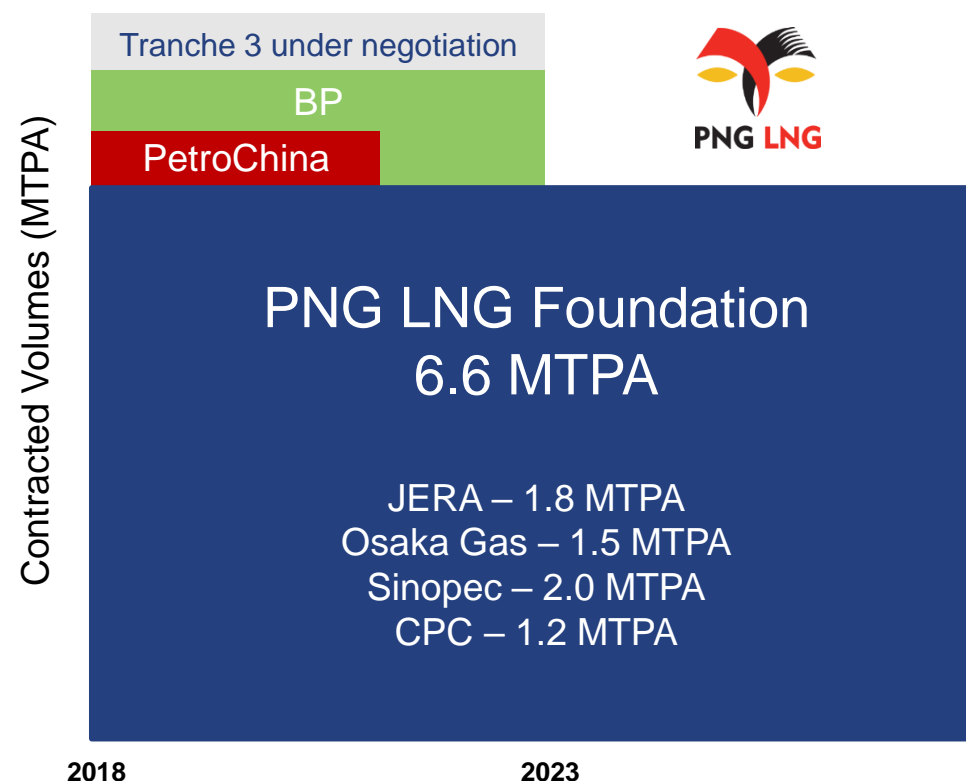 Tranche 3 under negotiation
BP
PetroChina
PNG LNG
Contracted Volumes (MTPA)
PNG LNG Foundation
6.6 MTPA
JERA – 1.8 MTPA
Osaka Gas – 1.5 MTPA
Sinopec – 2.0 MTPA
CPC – 1.2 MTPA
2018
2023